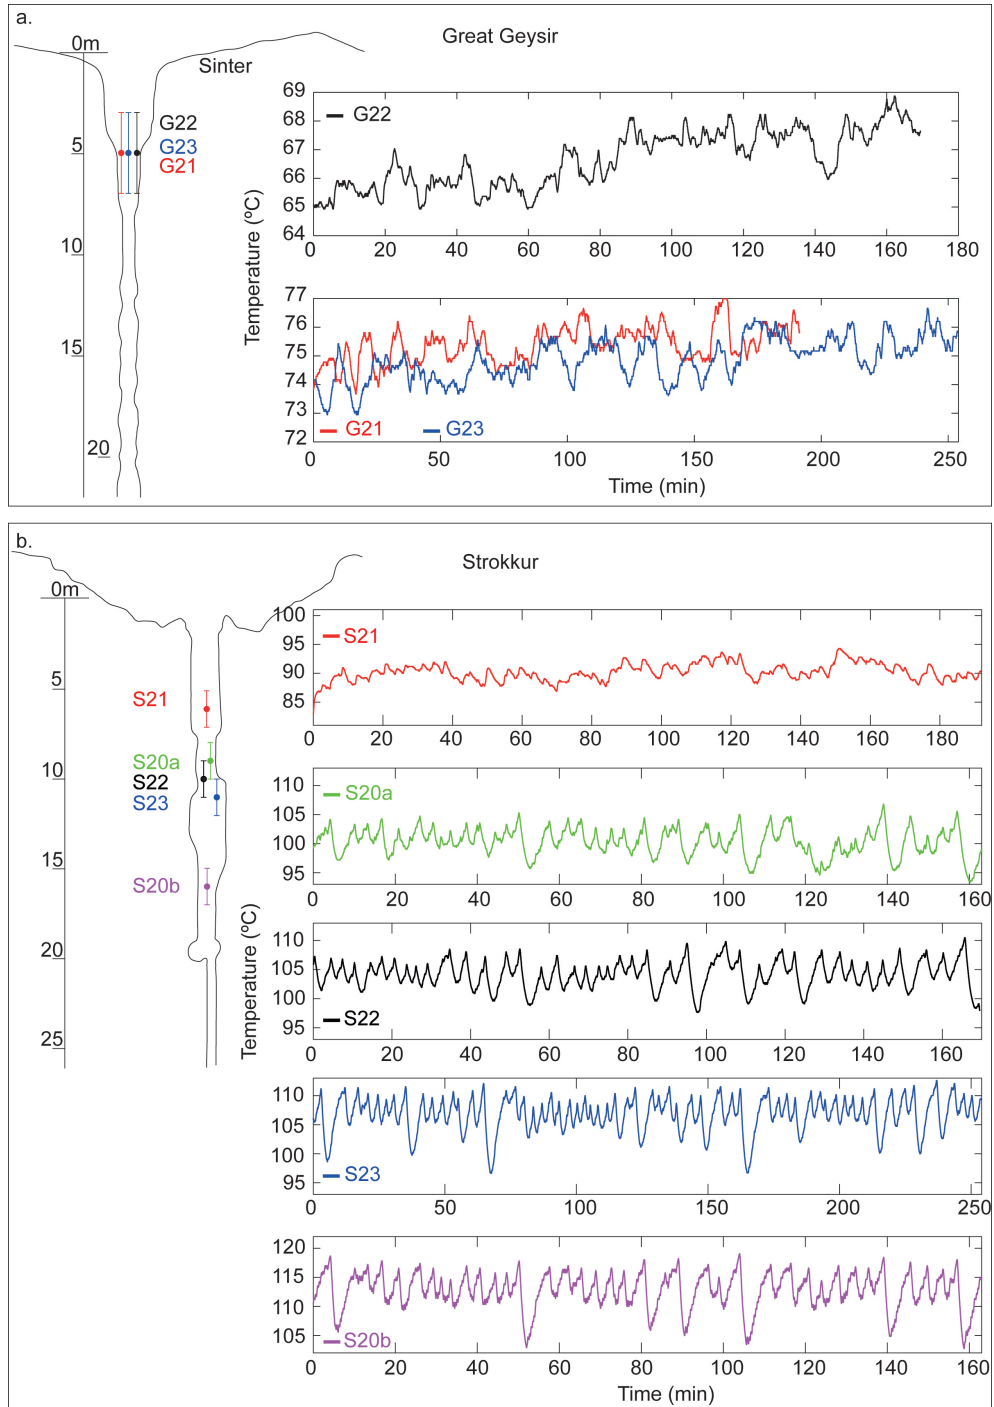 a.
Great Geysir
0m
Sinter
5
10
15
20
G22
G23
G21
Temperature (ºC)
69
68
67
66
65
64
G22
0 20 40 60 80 100 120 140 160 180
77
76
75
74
73
72
G21 G23
0 50 100 150 200 250
Time (min)
b.
Strokkur
0m
5
10
15
20
25
S21
S20a
S22
S23
S20b
Temperature (ºC)
100
95
90
85
S21
0 20 40 60 80 100 120 140 160 180
105
100
95
S20a
0 20 40 60 80 100 120 140 160
110
105
100
95
S22
0 20 40 60 80 100 120 140 160
110
105
100
95
S23
50 100 150 200 250
0
120
115
110
105
S20b
0 20 40 60 80 100 120 140 160
Time (min)